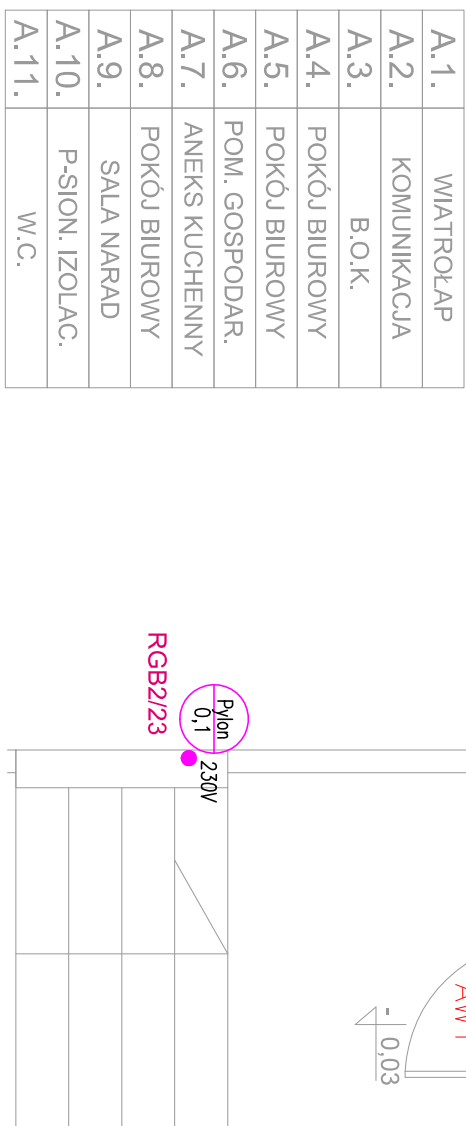 A.1. WIATROŁAP
A.2. KOMUNIKACJA
A.3. B.O.K.
A.4. POKÓJ BIUROWY
A.5. POKÓJ BIUROWY
A.6. POM. GOSPODAR.
A.7. ANEKS KUCHENNY
A.8. POKÓJ BIUROWY
A.9. SALA NARAD
A.10. P-SION. IZOLAC.
A.11. W.C.
Pylon
0,1
230V
RGB2/23
- 0,03